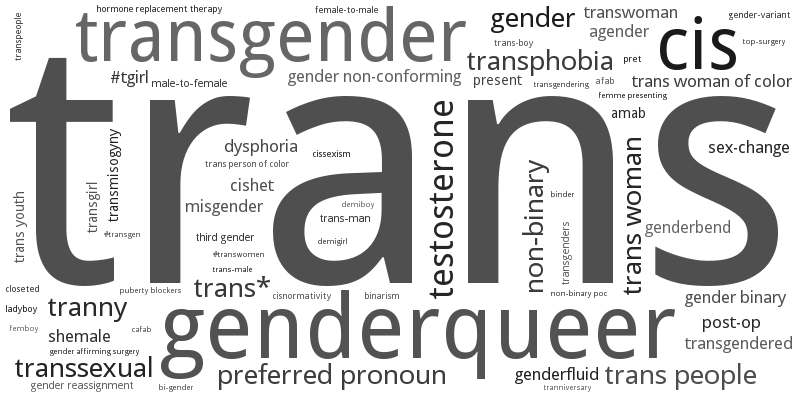 hormone replacement therapy
female-to-male
transpeople
transgender
gender
transwoman
gender-variant
agender
cis
trans-boy
top-surgery
transphobia
pret
#tgirl
male-to-female
gender non-conforming
present
transgendering
afab
trans woman of color
femme presenting
amab
trans
testosterone
transmisogyny
dysphoria
cissexism
sex-change
trans person of color
cishet
non-binary
binder
trans woman
trans youth
transgirl
misgender
demiboy
trans-man
genderbend
#transgen
third gender
demigirl
transgenders
#transwomen
trans-male
closeted
puberty blockers
trans*
cisnormativity
binarism
non-binary poc
gender binary
ladyboy
tranny
genderqueer
post-op
femboy
cafab
shemale
transgendered
gender affirming surgery
transsexual
preferred pronoun
genderfluid
trans people
gender reassignment
bi-gender
tranniversary